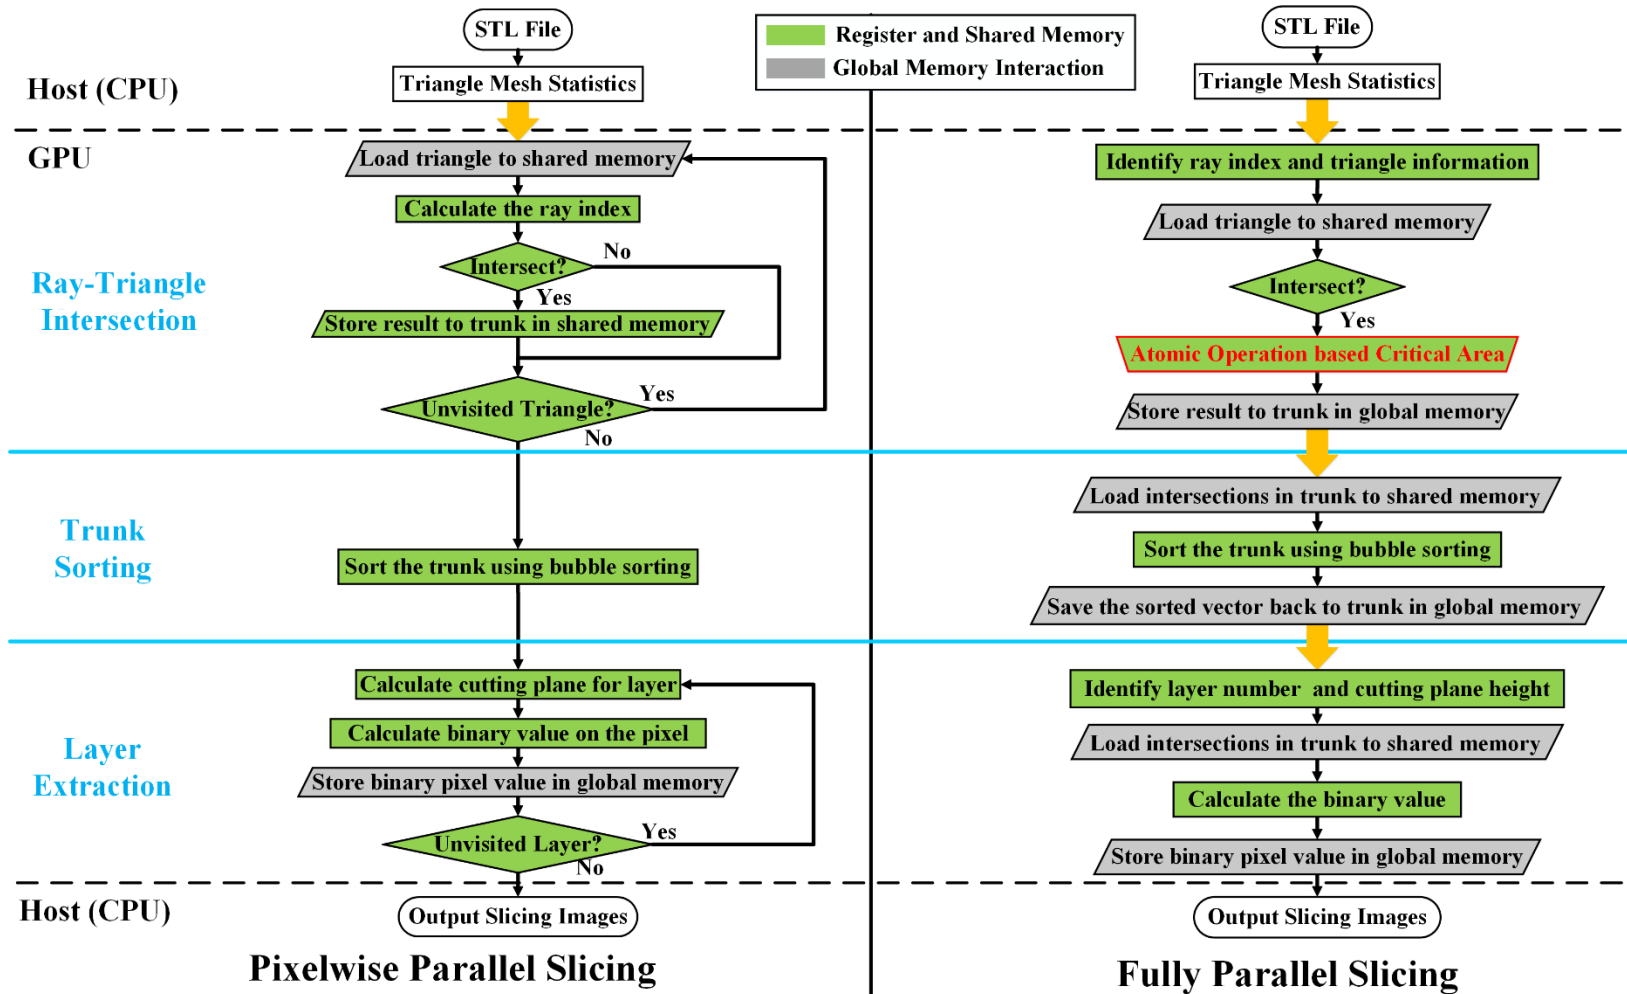 STL File
Triangle Mesh Statistics
Host (CPU)
Register and Shared Memory
Global Memory Interaction
STL File
Triangle Mesh Statistics
GPU
Ray-Triangle
Intersection
Load triangle to shared memory
Calculate the ray index
Intersect?
No
Yes
Store result to trunk in shared memory
Unvisited Triangle?
Yes
No
Identify ray index and triangle information
Load triangle to shared memory
Intersect?
Yes
Atomic Operation based Critical Area
Store result to trunk in global memory
Trunk
Sorting
Sort the trunk using bubble sorting
Load intersections in trunk to shared memory
Sort the trunk using bubble sorting
Save the sorted vector back to trunk in global memory
Layer
Extraction
Calculate cutting plane for layer
Calculate binary value on the pixel
Store binary pixel value in global memory
Unvisited Layer?
Yes
No
Identify layer number and cutting plane height
Load intersections in trunk to shared memory
Calculate the binary value
Store binary pixel value in global memory
Host (CPU)
Output Slicing Images
Output Slicing Images
Pixelwise Parallel Slicing
Fully Parallel Slicing